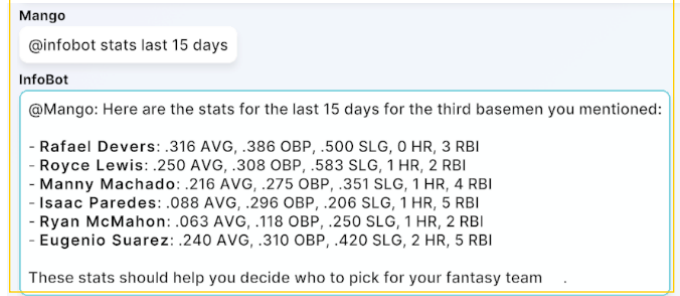 Mango
@infobot stats last 15 days
InfoBot
@Mango: Here are the stats for the last 15 days for the third basemen you mentioned:
- Rafael Devers: .316 AVG, .386 OBP, .500 SLG, 0 HR, 3 RBI
- Royce Lewis: .250 AVG, .308 OBP, .583 SLG, 1 HR, 2 RBI
- Manny Machado: .216 AVG, .275 OBP, .351 SLG, 1 HR, 4 RBI
- Isaac Paredes: .088 AVG, .296 OBP, .206 SLG, 1 HR, 5 RBI
- Ryan McMahon: .063 AVG, .118 OBP, .250 SLG, 1 HR, 2 RBI
- Eugenio Suarez: .240 AVG, .310 OBP, .420 SLG, 2 HR, 5 RBI
These stats should help you decide who to pick for your fantasy team .